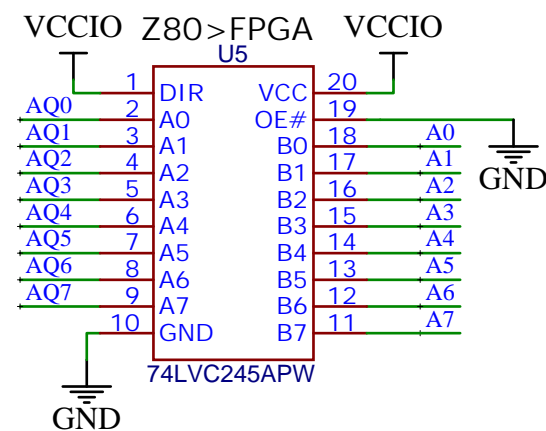 VCCIO Z80>FPGA VCCIO
U5
1 DIR VCC 20
AQ0 2 A0 OE# 19
AQ1 3 A1 B0 18 A0
AQ2 4 A2 B1 17 A1
AQ3 5 A3 B2 16 A2
AQ4 6 A4 B3 15 A3
AQ5 7 A5 B4 14 A4
AQ6 8 A6 B5 13 A5
AQ7 9 A7 B6 12 A6
10 GND B7 11 A7
GND
74LVC245APW
GND